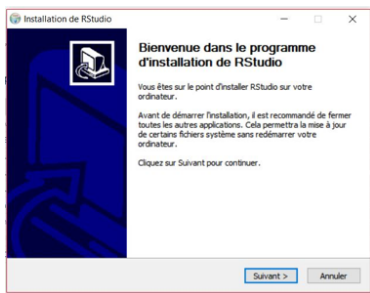 Installation de RStudio
Bienvenue dans le programme
d'installation de RStudio
Vous êtes sur le point d'installer RStudio sur votre
ordinateur.
Avant de démarrer l'installation, il est recommandé de fermer
toutes les autres applications. Cela permettra la mise à jour
de certains fichiers système sans redémarrer votre
ordinateur.
Cliquez sur Suivant pour continuer.
Suivant >
Annuler